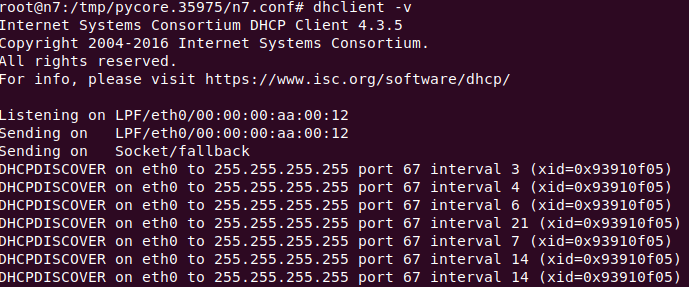 root@n7:/tmp/pycore.35975/n7.conf# dhclient -v
Internet Systems Consortium DHCP Client 4.3.5
Copyright 2004-2016 Internet Systems Consortium.
All rights reserved.
For info, please visit https://www.isc.org/software/dhcp/
Listening on LPF/eth0/00:00:00:aa:00:12
Sending on   LPF/eth0/00:00:00:aa:00:12
Sending on   Socket/fallback
DHCPDISCOVER on eth0 to 255.255.255.255 port 67 interval 3 (xid=0x93910f05)
DHCPDISCOVER on eth0 to 255.255.255.255 port 67 interval 4 (xid=0x93910f05)
DHCPDISCOVER on eth0 to 255.255.255.255 port 67 interval 6 (xid=0x93910f05)
DHCPDISCOVER on eth0 to 255.255.255.255 port 67 interval 21 (xid=0x93910f05)
DHCPDISCOVER on eth0 to 255.255.255.255 port 67 interval 7 (xid=0x93910f05)
DHCPDISCOVER on eth0 to 255.255.255.255 port 67 interval 14 (xid=0x93910f05)
DHCPDISCOVER on eth0 to 255.255.255.255 port 67 interval 14 (xid=0x93910f05)